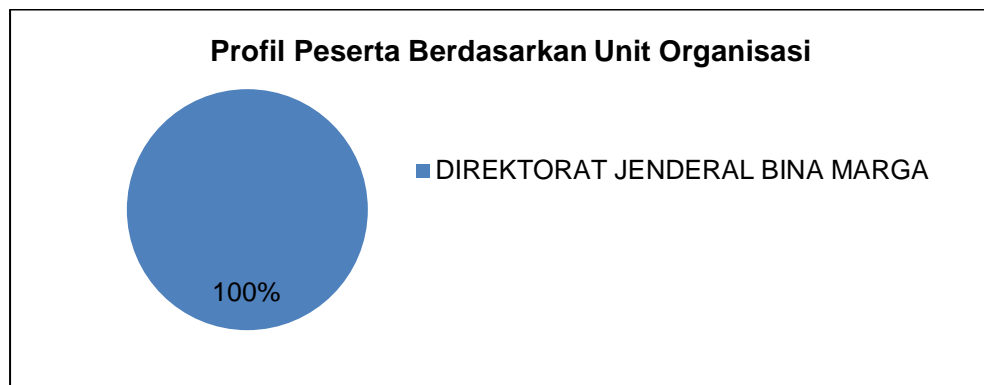 Profil Peserta Berdasarkan Unit Organisasi
DIREKTORAT JENDERAL BINA MARGA
100%